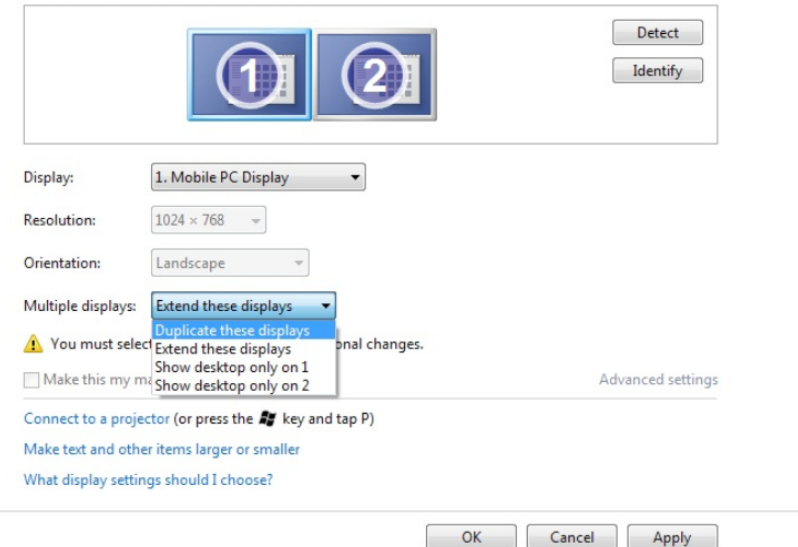 1 2
Detect
Identify
Display: 1. Mobile PC Display
Resolution: 1024 × 768
Orientation: Landscape
Multiple displays: Extend these displays
Duplicate these displays
Extend these displays
Show desktop only on 1
Show desktop only on 2
You must select onal changes.
Make this my ma
Advanced settings
Connect to a projector (or press the key and tap P)
Make text and other items larger or smaller
What display settings should I choose?
OK Cancel Apply